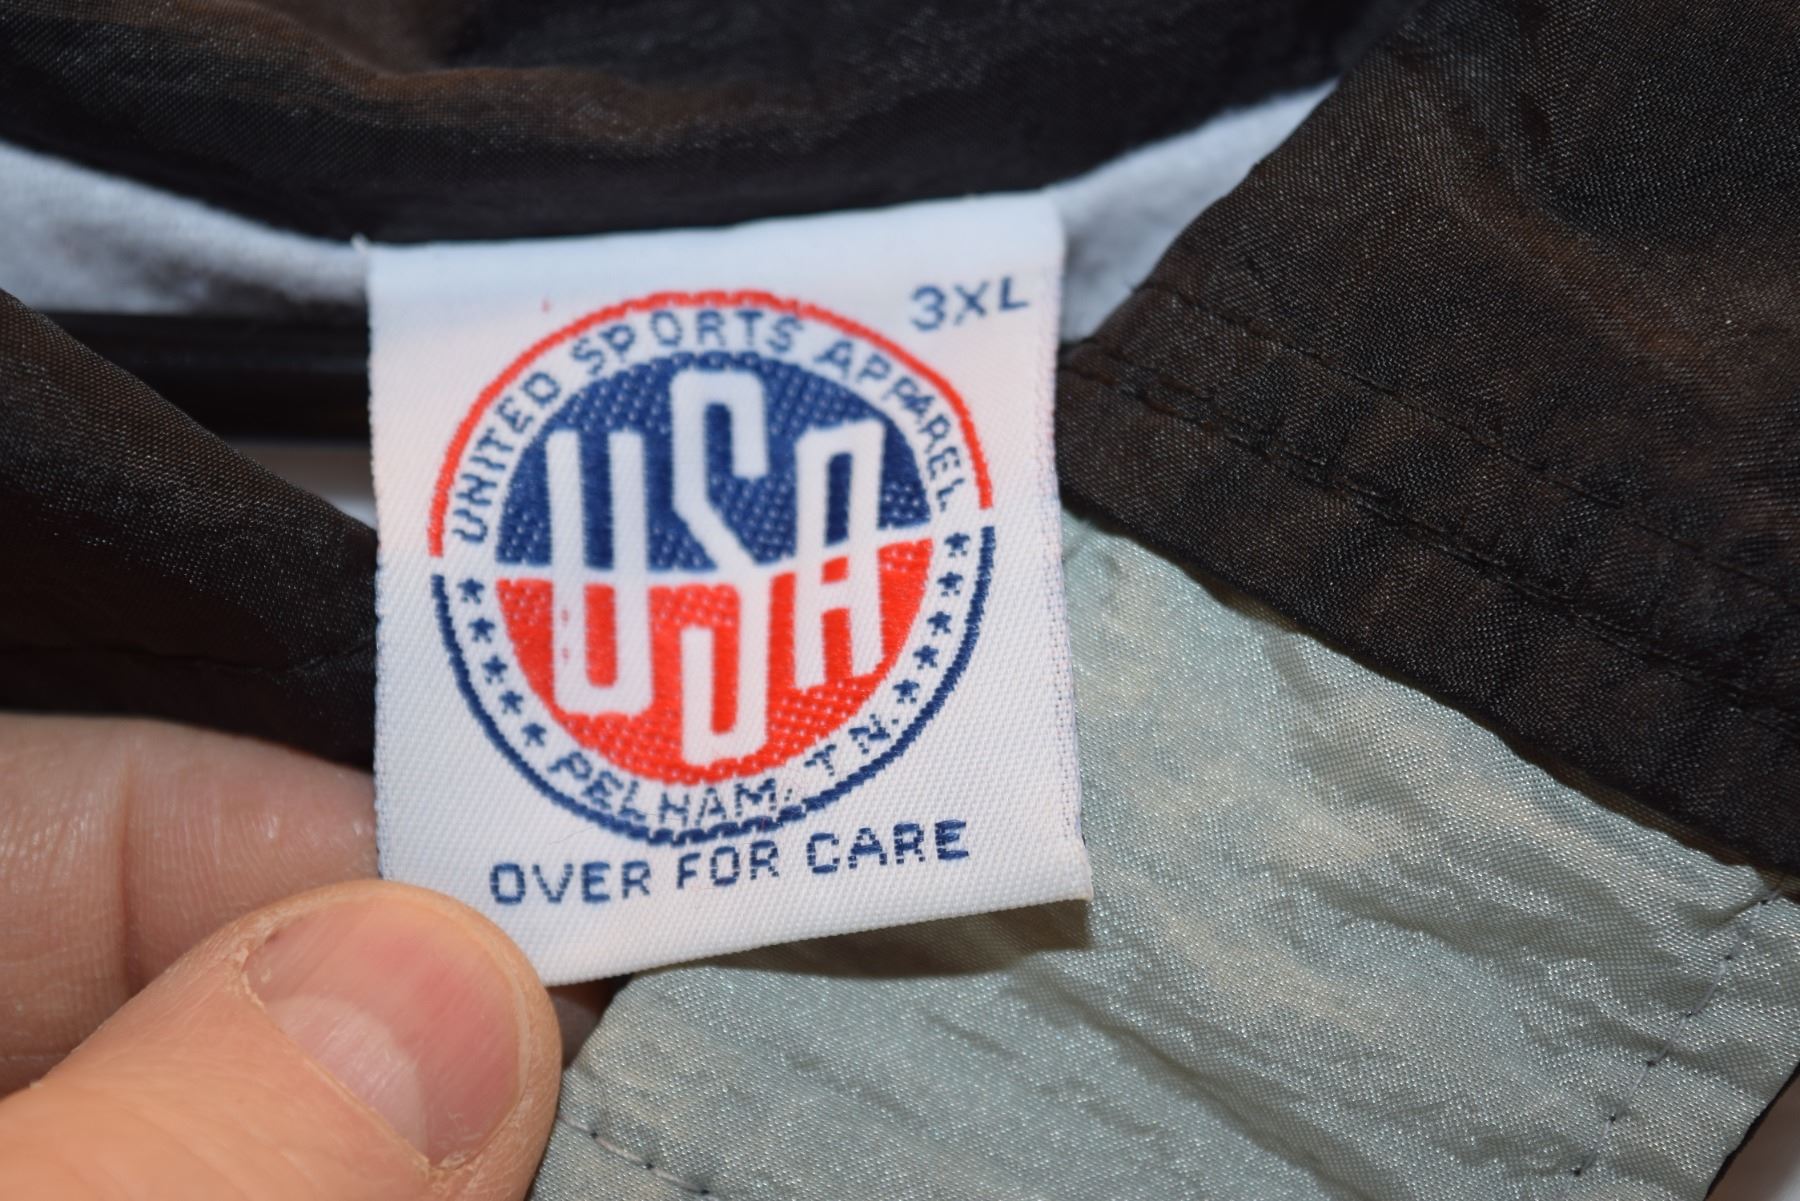 3XL
UNITED SPORTS APPAREL
USA
PELHAM, TN.
OVER FOR CARE